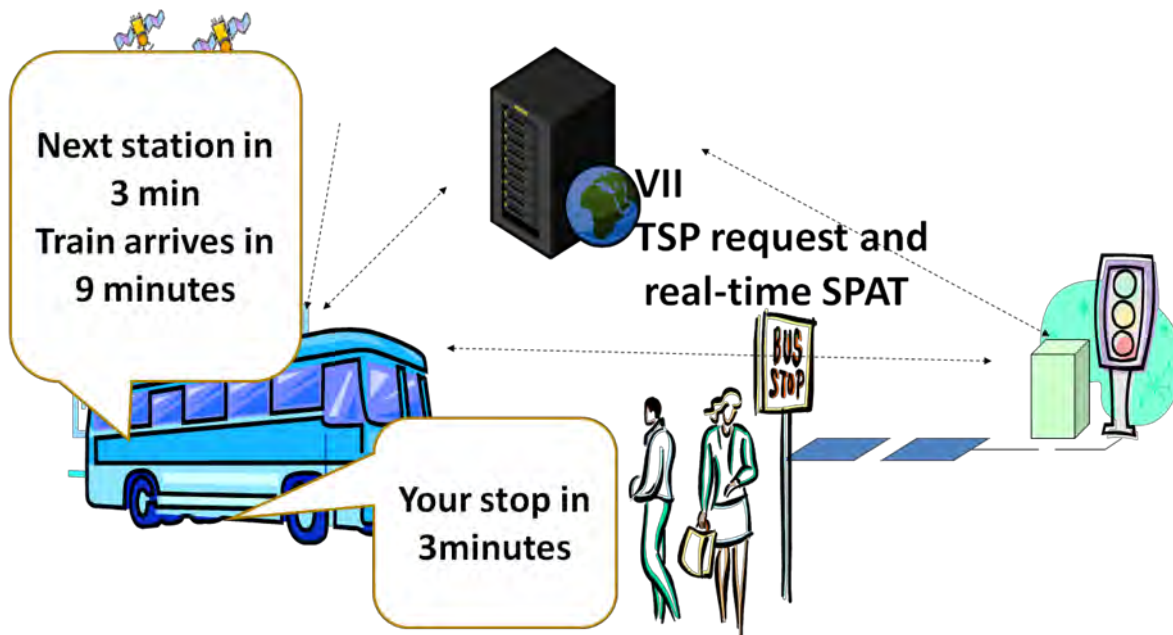 Next station in
3 min
Train arrives in
9 minutes
VII
TSP request and
real-time SPAT
BUS
STOP
Your stop in
3minutes